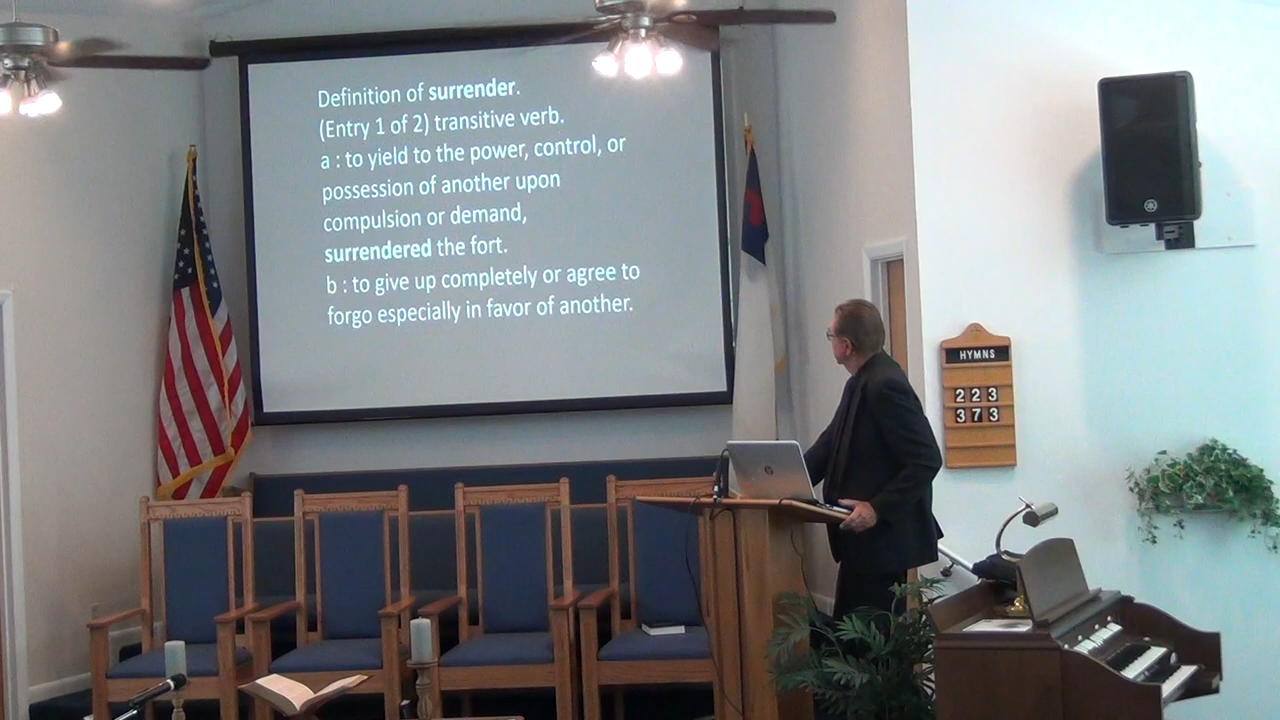 Definition of surrender.
(Entry 1 of 2) transitive verb.
a : to yield to the power, control, or
possession of another upon
compulsion or demand,
surrendered the fort.
b : to give up completely or agree to
forgo especially in favor of another.
HYMNS
223
373
hp